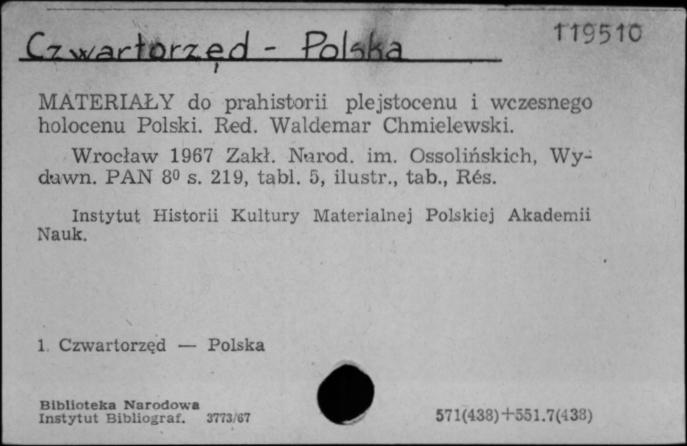 Czwartorzęd - Polska
119510
MATERIAŁY do prahistorii plejstocenu i wczesnego
holocenu Polski. Red. Waldemar Chmielewski.
Wrocław 1967 Zakł. Narod. im. Ossolińskich, Wy-
dawn. PAN 8⁰ s. 219, tabl. 5, ilustr., tab., Rés.
Instytut Historii Kultury Materialnej Polskiej Akademii
Nauk.
1. Czwartorzęd — Polska
Biblioteka Narodowa
Instytut Bibliograf. 3773/67
571(438)+551.7(438)